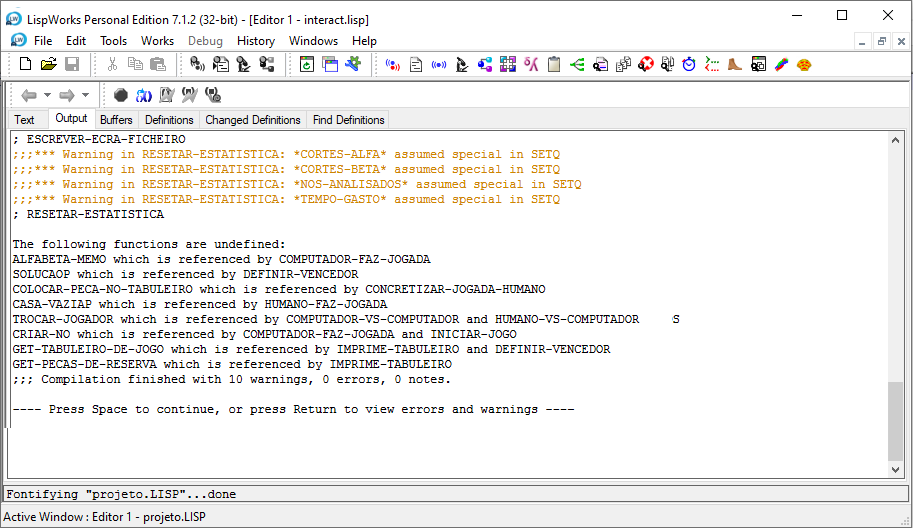 LispWorks Personal Edition 7.1.2 (32-bit) - [Editor 1 - interact.lisp]
File Edit Tools Works Debug History Windows Help
Text Output Buffers Definitions Changed Definitions Find Definitions
; ESCREVER-ECRA-FICHEIRO
;;;*** Warning in RESETAR-ESTATISTICA: *CORTES-ALFA* assumed special in SETQ
;;;*** Warning in RESETAR-ESTATISTICA: *CORTES-BETA* assumed special in SETQ
;;;*** Warning in RESETAR-ESTATISTICA: *NOS-ANALISADOS* assumed special in SETQ
;;;*** Warning in RESETAR-ESTATISTICA: *TEMPO-GASTO* assumed special in SETQ
; RESETAR-ESTATISTICA
The following functions are undefined:
ALFABETA-MEMO which is referenced by COMPUTADOR-FAZ-JOGADA
SOLUCAOP which is referenced by DEFINIR-VENCEDOR
COLOCAR-PECA-NO-TABULEIRO which is referenced by CONCRETIZAR-JOGADA-HUMANO
CASA-VAZIAP which is referenced by HUMANO-FAZ-JOGADA
TROCAR-JOGADOR which is referenced by COMPUTADOR-VS-COMPUTADOR and HUMANO-VS-COMPUTADOR S
CRIAR-NO which is referenced by COMPUTADOR-FAZ-JOGADA and INICIAR-JOGO
GET-TABULEIRO-DE-JOGO which is referenced by IMPRIME-TABULEIRO and DEFINIR-VENCEDOR
GET-PECAS-DE-RESERVA which is referenced by IMPRIME-TABULEIRO
;;; Compilation finished with 10 warnings, 0 errors, 0 notes.
---- Press Space to continue, or press Return to view errors and warnings ----
Fontifying "projeto.LISP"...done
Active Window : Editor 1 - projeto.LISP